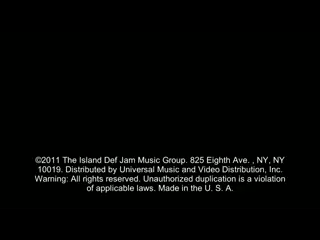 ©2011 The Island Def Jam Music Group. 825 Eighth Ave. , NY, NY
10019. Distributed by Universal Music and Video Distribution, Inc.
Warning: All rights reserved. Unauthorized duplication is a violation
of applicable laws. Made in the U. S. A.